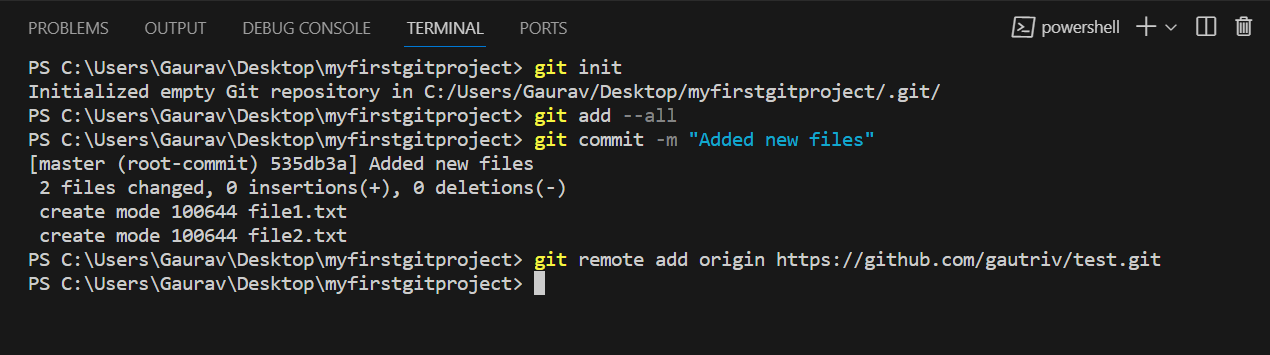 PROBLEMS OUTPUT DEBUG CONSOLE TERMINAL PORTS powershell
PS C:\Users\Gaurav\Desktop\myfirstgitproject> git init
Initialized empty Git repository in C:/Users/Gaurav/Desktop/myfirstgitproject/.git/
PS C:\Users\Gaurav\Desktop\myfirstgitproject> git add --all
PS C:\Users\Gaurav\Desktop\myfirstgitproject> git commit -m "Added new files"
[master (root-commit) 535db3a] Added new files
 2 files changed, 0 insertions(+), 0 deletions(-)
 create mode 100644 file1.txt
 create mode 100644 file2.txt
PS C:\Users\Gaurav\Desktop\myfirstgitproject> git remote add origin https://github.com/gautriv/test.git
PS C:\Users\Gaurav\Desktop\myfirstgitproject>